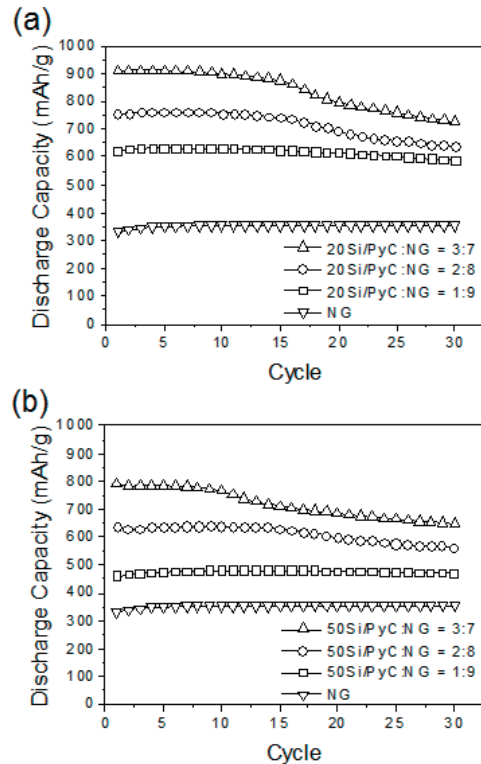 (a)
1000
900
800
700
600
500
400
300
200
100
0
Discharge Capacity (mAh/g)
20Si/PyC:NG = 3:7
20Si/PyC:NG = 2:8
20Si/PyC:NG = 1:9
NG
0 5 10 15 20 25 30
Cycle
(b)
1000
900
800
700
600
500
400
300
200
100
0
Discharge Capacity (mAh/g)
50Si/PyC:NG = 3:7
50Si/PyC:NG = 2:8
50Si/PyC:NG = 1:9
NG
0 5 10 15 20 25 30
Cycle